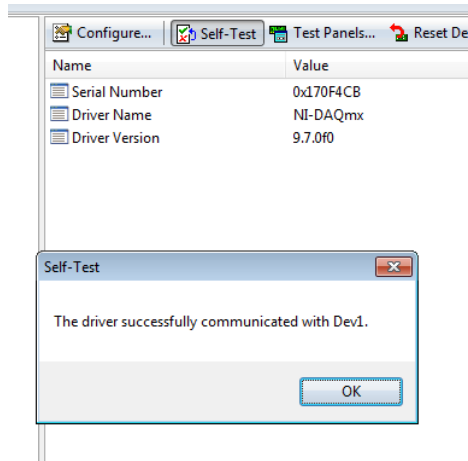 Configure... Self-Test Test Panels... Reset De
Name Value
Serial Number 0x170F4CB
Driver Name NI-DAQmx
Driver Version 9.7.0f0
Self-Test
The driver successfully communicated with Dev1.
OK